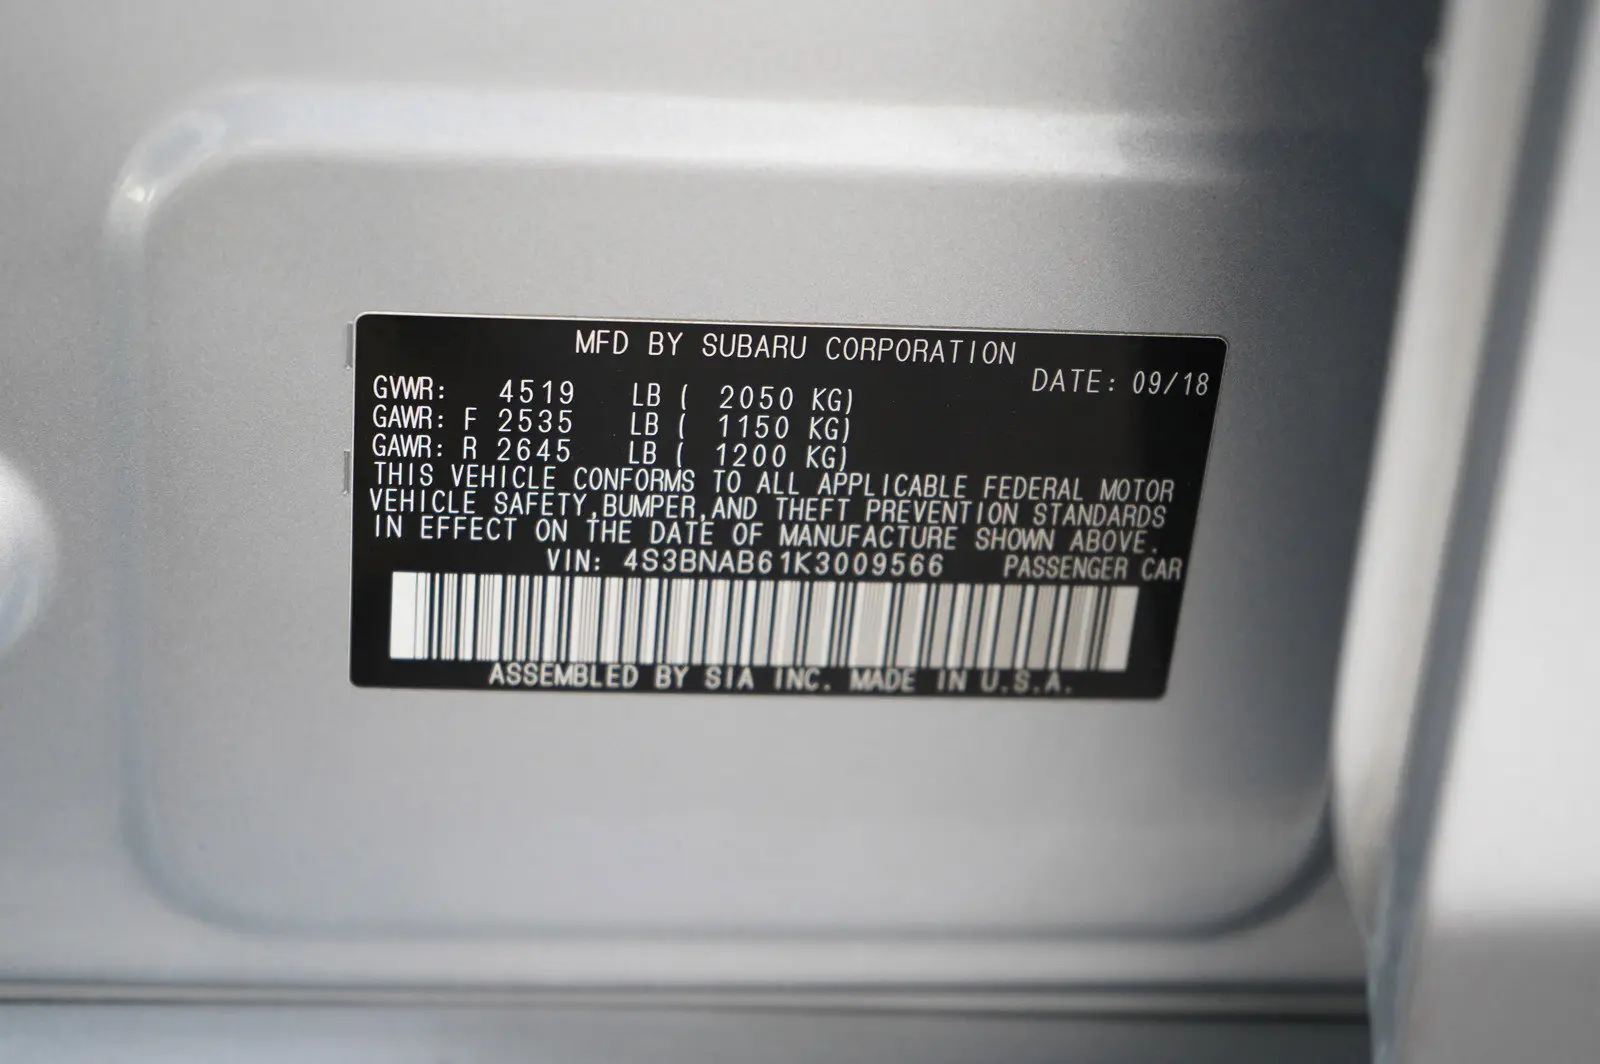 MFD BY SUBARU CORPORATION
DATE: 09/18
GVWR: 4519 LB ( 2050 KG)
GAWR: F 2535 LB ( 1150 KG)
GAWR: R 2645 LB ( 1200 KG)
THIS VEHICLE CONFORMS TO ALL APPLICABLE FEDERAL MOTOR
VEHICLE SAFETY,BUMPER,AND THEFT PREVENTION STANDARDS
IN EFFECT ON THE DATE OF MANUFACTURE SHOWN ABOVE.
VIN: 4S3BNAB61K3009566 PASSENGER CAR
ASSEMBLED BY SIA INC. MADE IN U.S.A.